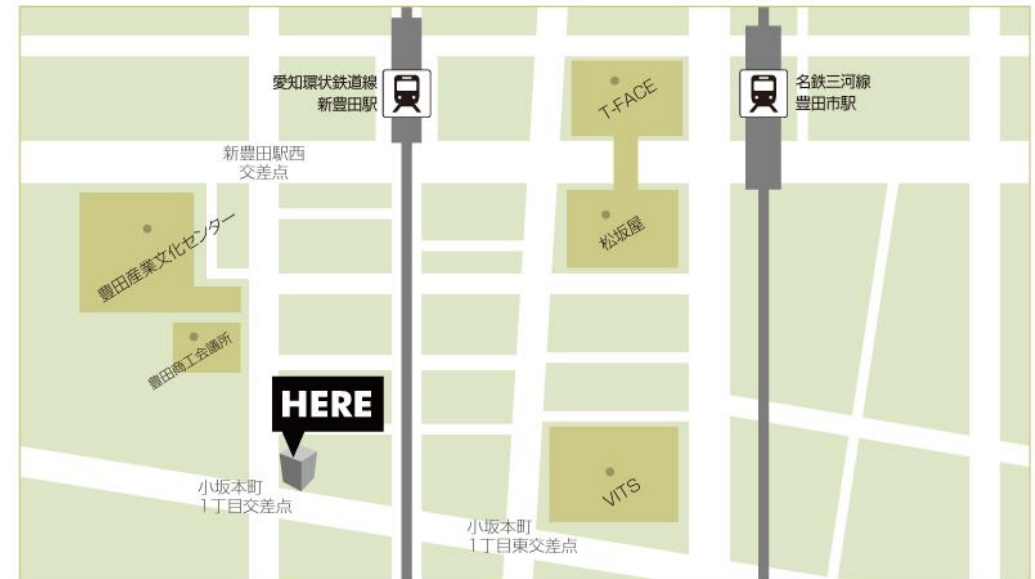 愛知環状鉄道線
新豊田駅
T-FACE
名鉄三河線
豊田市駅
新豊田駅西
交差点
豊田産業文化センター
松坂屋
豊田商工会議所
HERE
小坂本町
1丁目交差点
VITS
小坂本町
1丁目東交差点